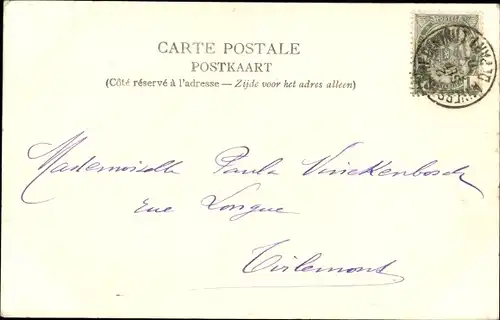 CARTE POSTALE
POSTKAART
(Côté réservé à l'adresse — Zijde voor het adres alleen)
Mademoiselle Paula Vinckenbosch
rue Longue
Tirlemont